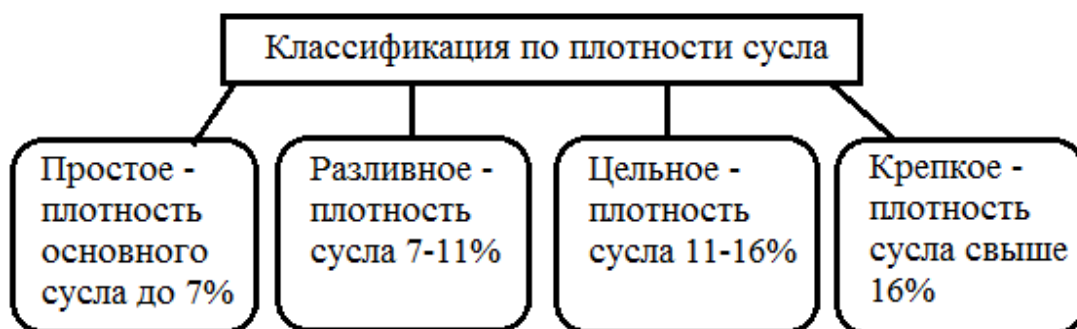 Классификация по плотности сусла
Простое -
плотность
основного
сусла до 7%
Разливное -
плотность
сусла 7-11%
Цельное -
плотность
сусла 11-16%
Крепкое -
плотность
сусла свыше
16%